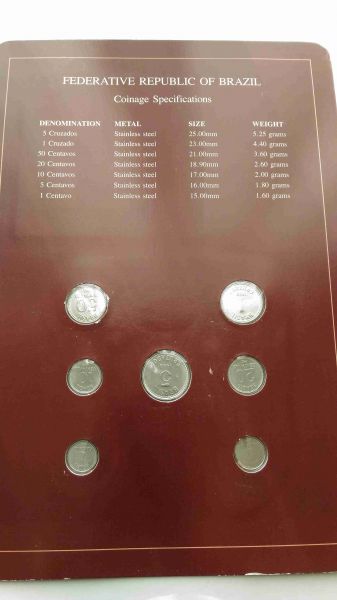 FEDERATIVE REPUBLIC OF BRAZIL
Coinage Specifications
DENOMINATION METAL SIZE WEIGHT
5 Cruzados Stainless steel 25.00mm 5.25 grams
1 Cruzado Stainless steel 23.00mm 4.40 grams
50 Centavos Stainless steel 21.00mm 3.60 grams
20 Centavos Stainless steel 18.90mm 2.60 grams
10 Centavos Stainless steel 17.00mm 2.00 grams
5 Centavos Stainless steel 16.00mm 1.80 grams
1 Centavo Stainless steel 15.00mm 1.60 grams
50
5